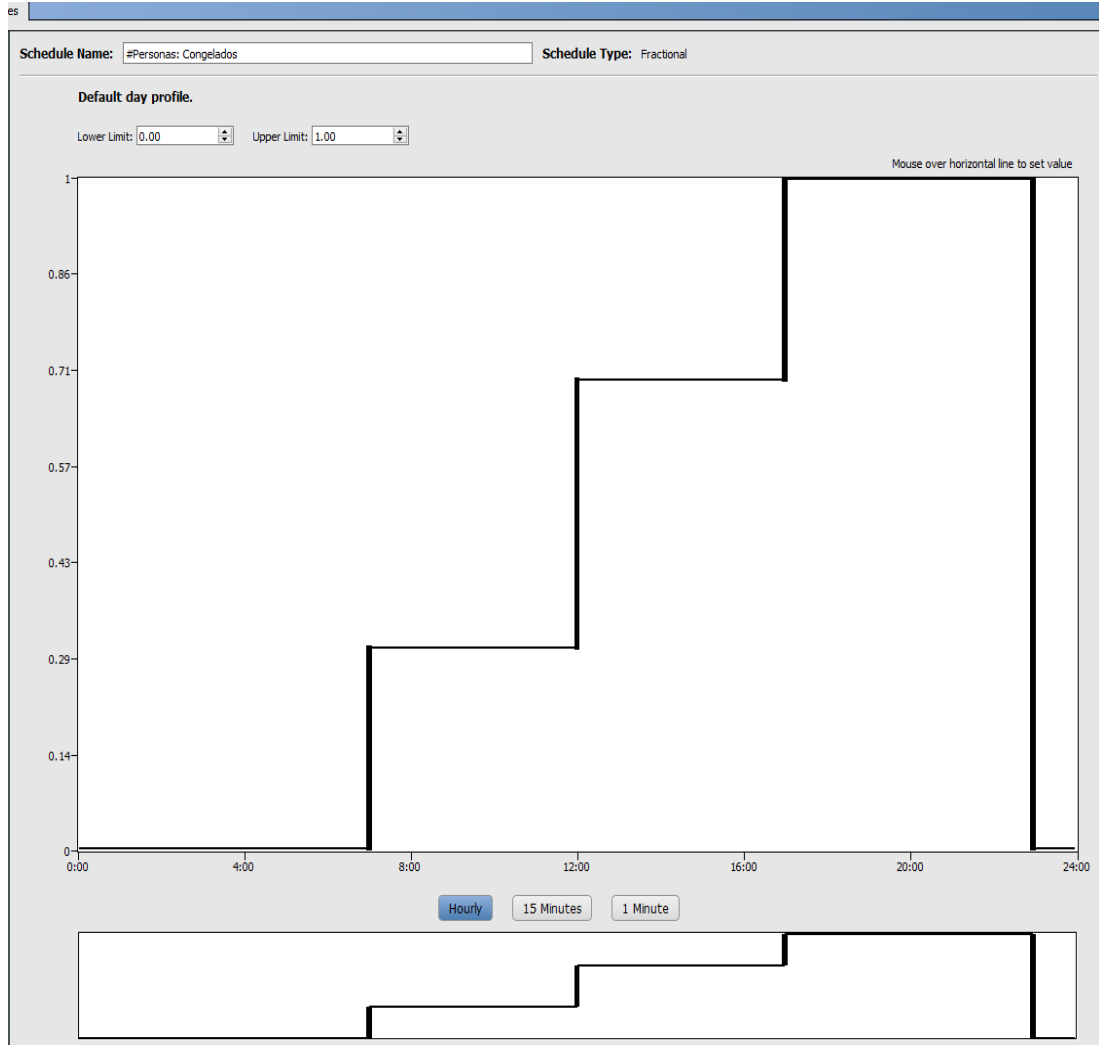 es
Schedule Name: #Personas: Congelados Schedule Type: Fractional
Default day profile.
Lower Limit: 0.00 Upper Limit: 1.00
Mouse over horizontal line to set value
1
0.86
0.71
0.57
0.43
0.29
0.14
0
0:00 4:00 8:00 12:00 16:00 20:00 24:00
Hourly 15 Minutes 1 Minute